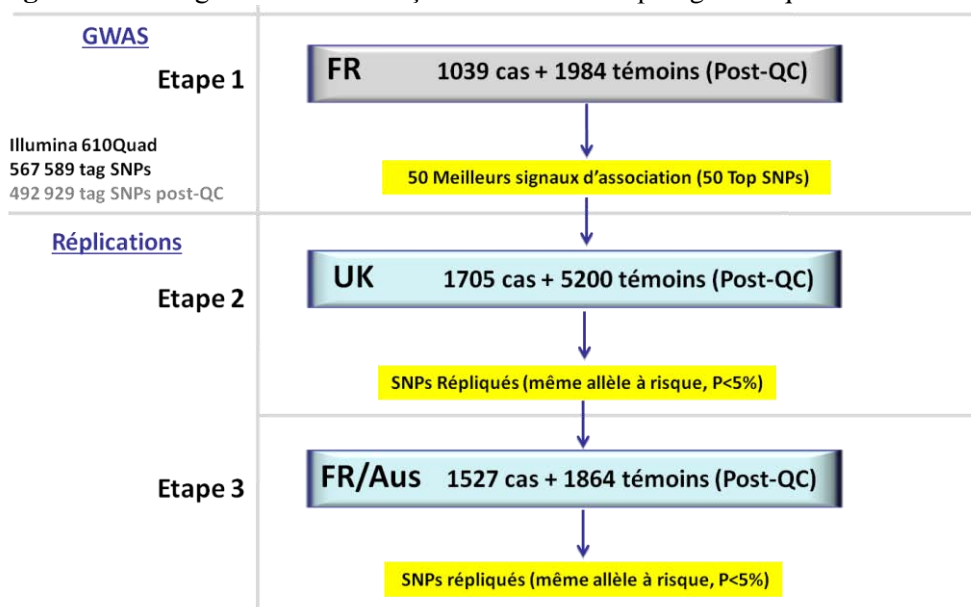 GWAS
Etape 1
FR 1039 cas + 1984 témoins (Post-QC)
Illumina 610Quad
567 589 tag SNPs
492 929 tag SNPs post-QC
50 Meilleurs signaux d'association (50 Top SNPs)
Réplications
Etape 2
UK 1705 cas + 5200 témoins (Post-QC)
SNPs Répliqués (même allèle à risque, P<5%)
Etape 3
FR/Aus 1527 cas + 1864 témoins (Post-QC)
SNPs répliqués (même allèle à risque, P<5%)